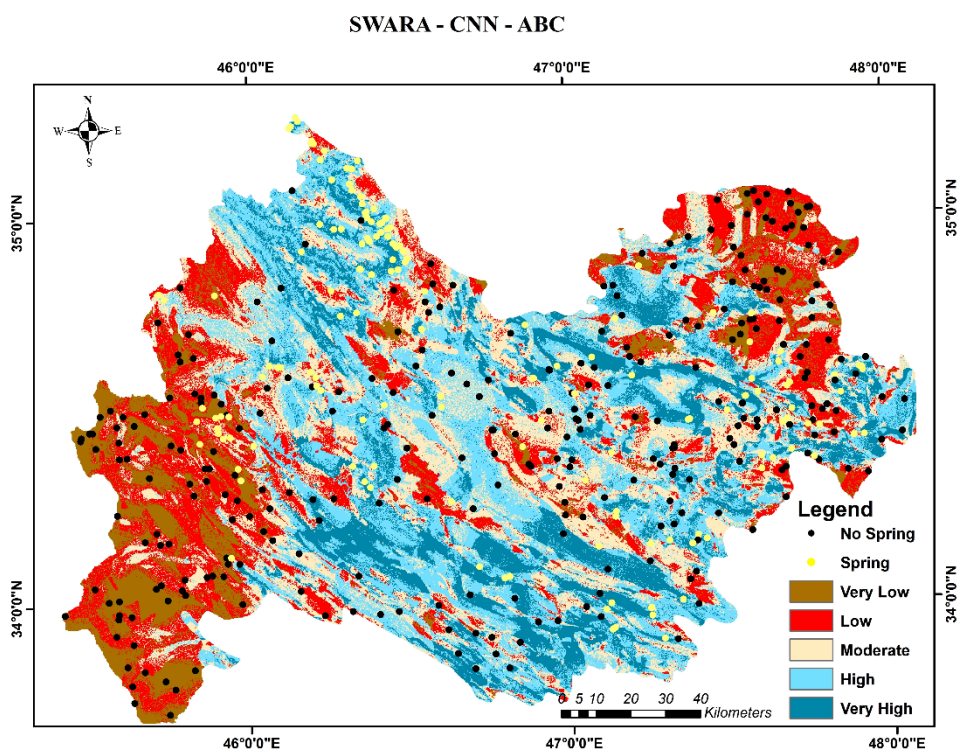 SWARA - CNN - ABC
46°0'0"E 47°0'0"E 48°0'0"E
N
W E
S
35°0'0"N 35°0'0"N
34°0'0"N 34°0'0"N
Legend
No Spring
Spring
Very Low
Low
Moderate
High
Very High
0 5 10 20 30 40
Kilometers
46°0'0"E 47°0'0"E 48°0'0"E